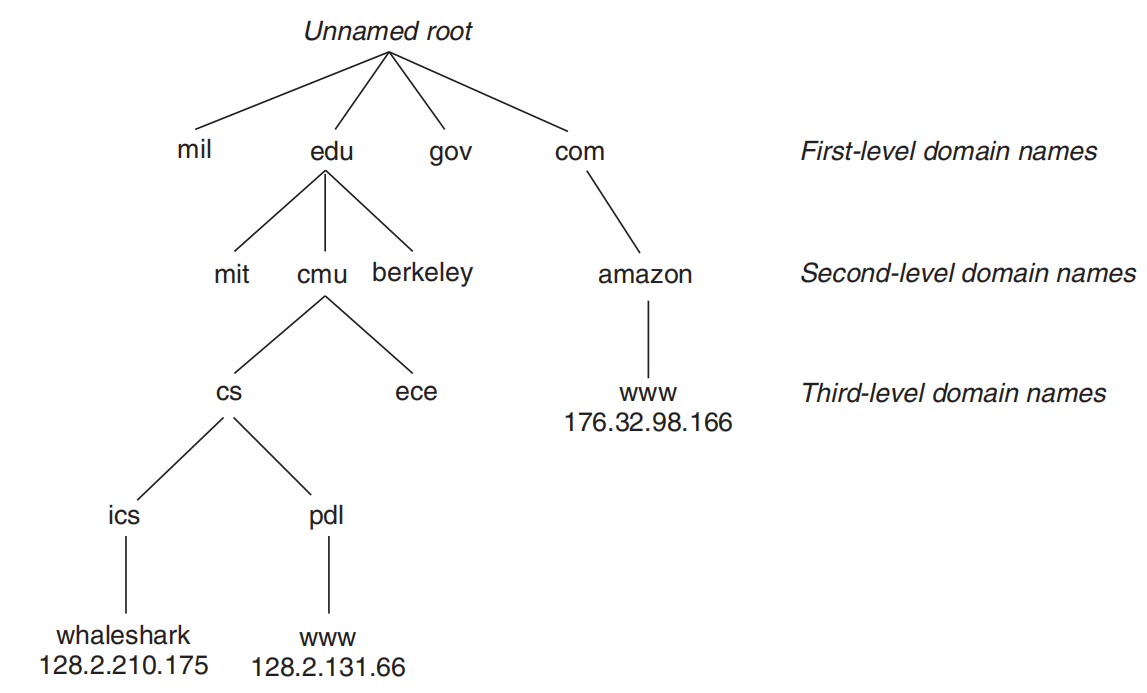 Unnamed root
mil edu gov com First-level domain names
mit cmu berkeley amazon Second-level domain names
cs ece www Third-level domain names
176.32.98.166
ics pdl
whaleshark www
128.2.210.175 128.2.131.66